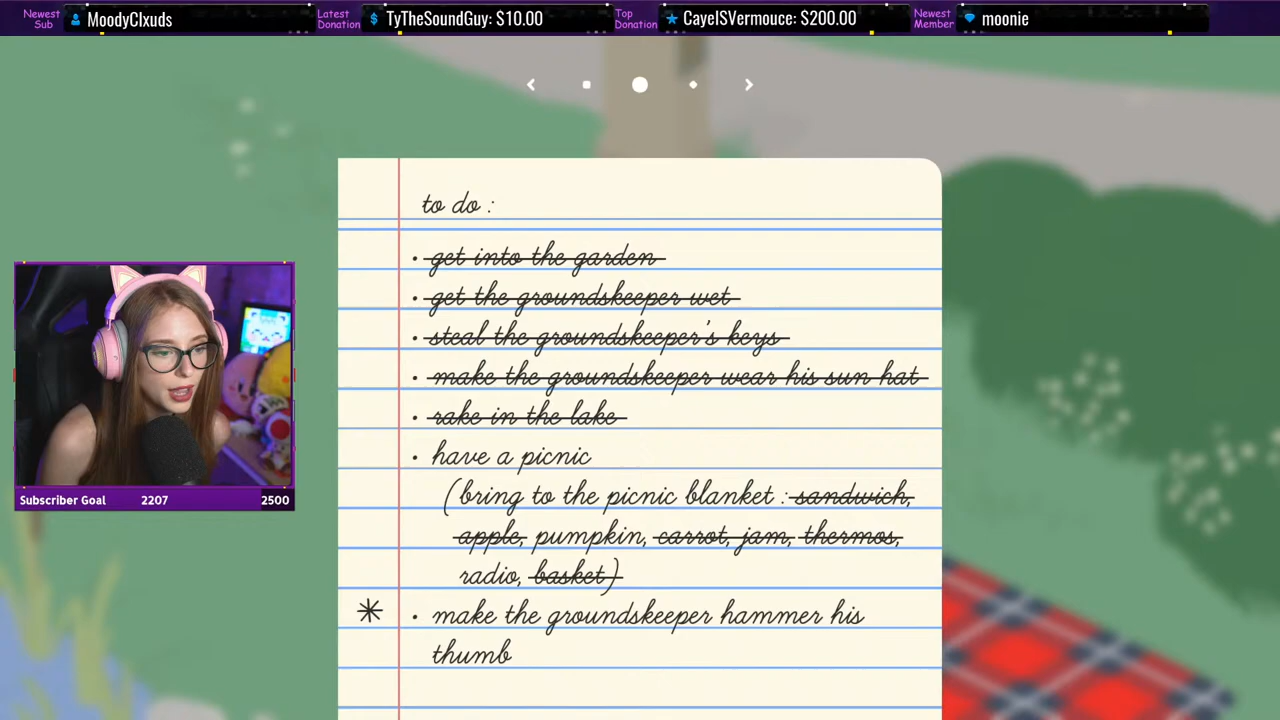 Newest
Sub
MoodyClxuds
Latest
Donation
TyTheSoundGuy: $10.00
Top
Donation
CayeISVermouce: $200.00
Newest
Member
moonie
to do :
• get into the garden
• get the groundskeeper wet
• steal the groundskeeper's keys
• make the groundskeeper wear his sun hat
• rake in the lake
• have a picnic
(bring to the picnic blanket : sandwich,
apple, pumpkin, carrot, jam, thermos,
radio, basket)
• make the groundskeeper hammer his
thumb
Subscriber Goal 2207 2500